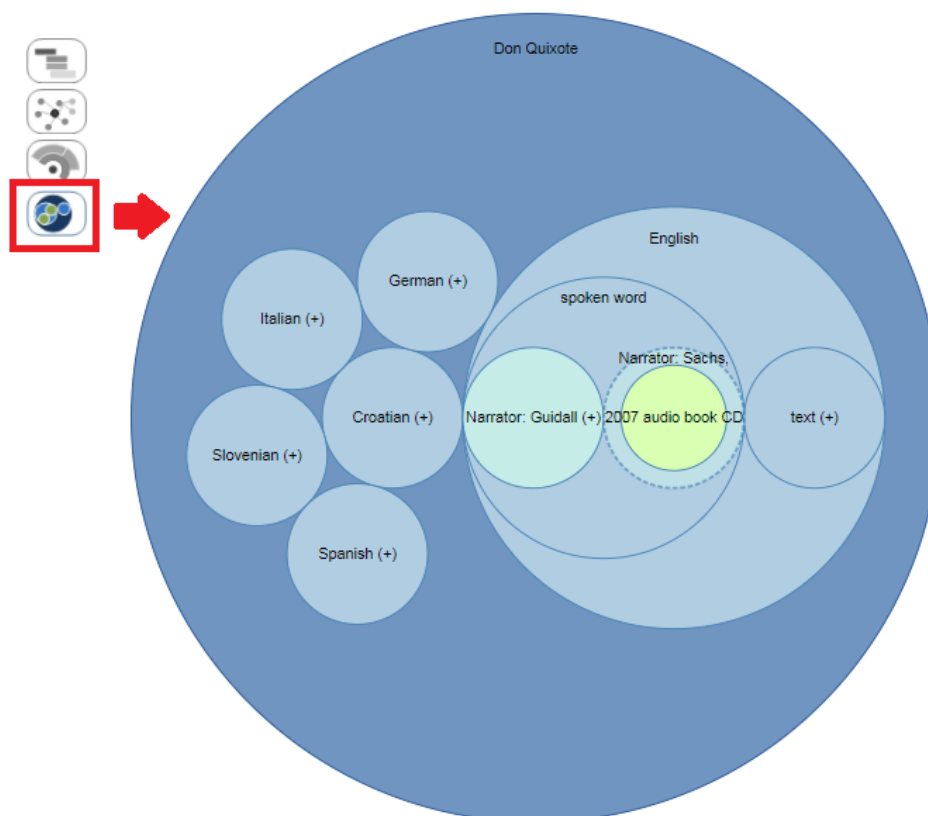 Don Quixote
English
German (+)
spoken word
Italian (+)
Narrator: Sachs,
Croatian (+)
Narrator: Guidall (+)
2007 audio book CD
text (+)
Slovenian (+)
Spanish (+)